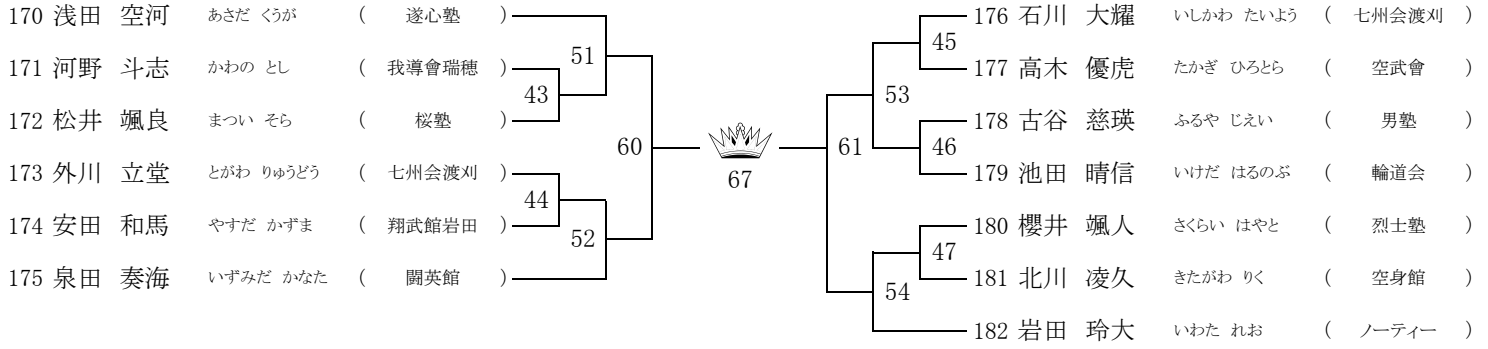 170 浅田 空河 あさだ くうが ( 遂心塾 )
171 河野 斗志 かわの とし ( 我導會瑞穂 )
172 松井 颯良 まつい そら ( 桜塾 )
173 外川 立堂 とがわ りゅうどう ( 七州会渡刈 )
174 安田 和馬 やすだ かずま ( 翔武館岩田 )
175 泉田 奏海 いずみだ かなた ( 闘英館 )
51
43
60
44
52
67
176 石川 大耀 いしかわ たいよう ( 七州会渡刈 )
177 高木 優虎 たかぎ ひろとら ( 空武會 )
178 古谷 慈瑛 ふるや じえい ( 男塾 )
179 池田 晴信 いけだ はるのぶ ( 輪道会 )
180 櫻井 颯人 さくらい はやと ( 烈士塾 )
181 北川 凌久 きたがわ りく ( 空身館 )
182 岩田 玲大 いわた れお ( ノーティー )
45
53
46
61
47
54